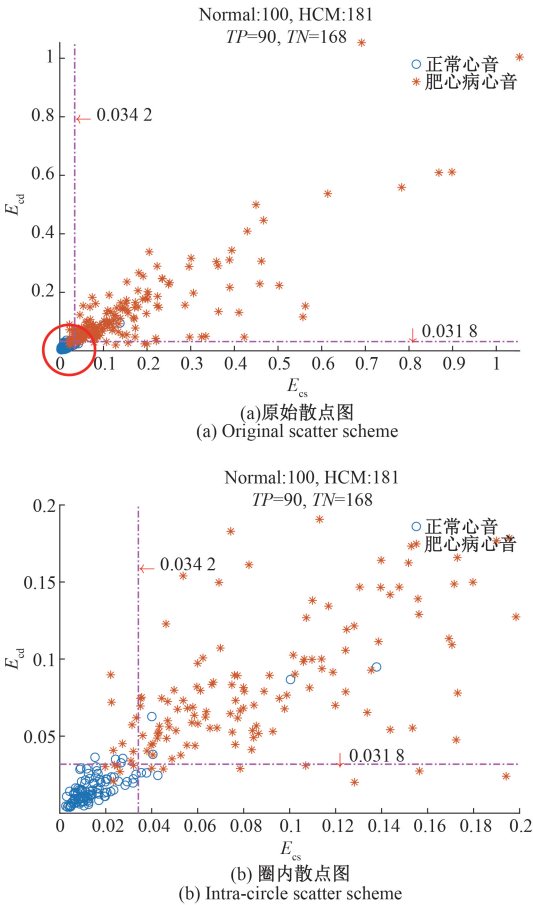 Normal:100, HCM:181
TP=90, TN=168
1
0.8
0.6
0.4
0.2
0
E_cd
正常心音
肥心病心音
0.034 2
0.031 8
0 0.1 0.2 0.3 0.4 0.5 0.6 0.7 0.8 0.9 1
E_cs
(a)原始散点图
(a) Original scatter scheme
Normal:100, HCM:181
TP=90, TN=168
0.2
0.15
0.1
0.05
E_cd
正常心音
肥心病心音
0.034 2
0.031 8
0 0.02 0.04 0.06 0.08 0.1 0.12 0.14 0.16 0.18 0.2
E_cs
(b) 圈内散点图
(b) Intra-circle scatter scheme